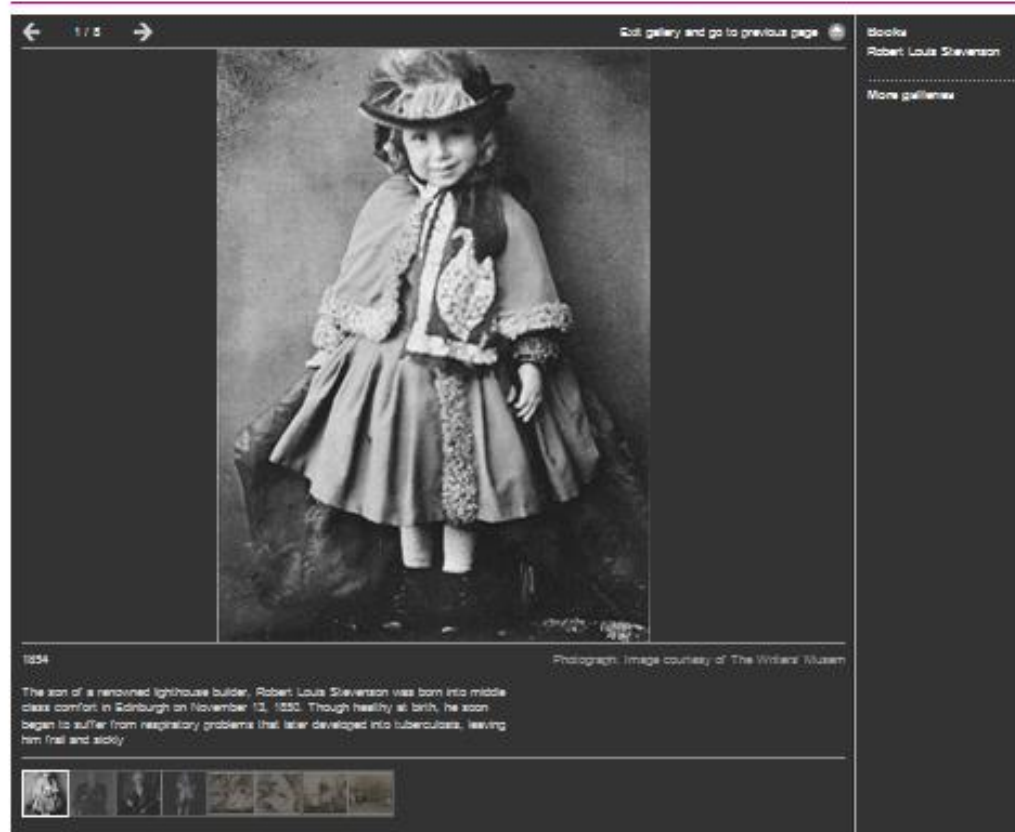 1 / 8
Exit gallery and go to previous page
Books
Robert Louis Stevenson
More galleries
1854
Photograph: Image courtesy of The Writers' Musem
The son of a renowned lighthouse builder, Robert Louis Stevenson was born into middle
class comfort in Edinburgh on November 13, 1850. Though healthy at birth, he soon
began to suffer from respiratory problems that later developed into tuberculosis, leaving
him frail and sickly